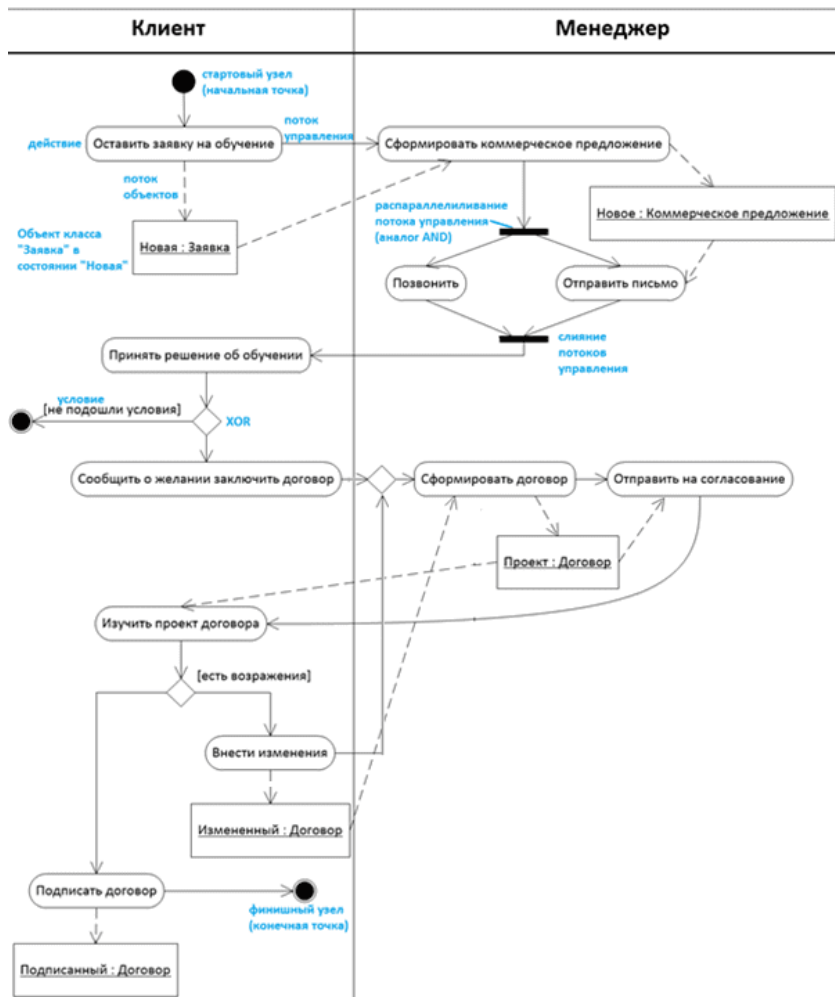 Клиент
Менеджер
стартовый узел
(начальная точка)
поток
управления
действие
Оставить заявку на обучение
Сформировать коммерческое предложение
поток
объектов
распараллеливание
потока управления
(аналог AND)
Новое : Коммерческое предложение
Объект класса
"Заявка" в
состоянии "Новая"
Новая : Заявка
Позвонить
Отправить письмо
слияние
потоков
управления
Принять решение об обучении
условие
[не подошли условия]
XOR
Сообщить о желании заключить договор
Сформировать договор
Отправить на согласование
Проект : Договор
Изучить проект договора
[есть возражения]
Внести изменения
Измененный : Договор
Подписать договор
финишный узел
(конечная точка)
Подписанный : Договор